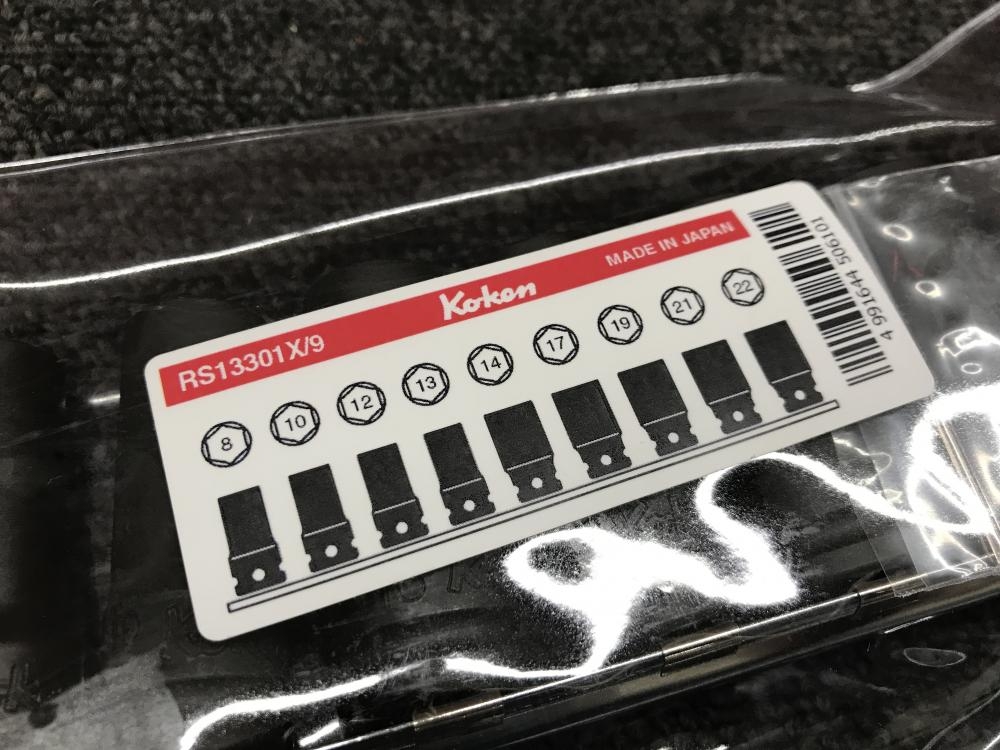 RS13301X/9 Koken MADE IN JAPAN
8 10 12 13 14 17 19 21 22
4 991644 506101